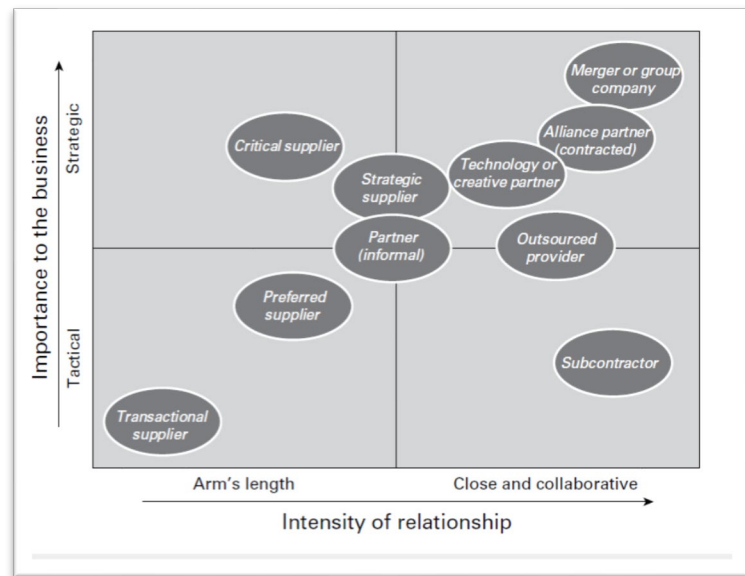 Importance to the business
Strategic
Tactical
Merger or group
company
Alliance partner
(contracted)
Critical supplier
Technology or
creative partner
Strategic
supplier
Partner
(informal)
Outsourced
provider
Preferred
supplier
Subcontractor
Transactional
supplier
Arm's length
Close and collaborative
Intensity of relationship